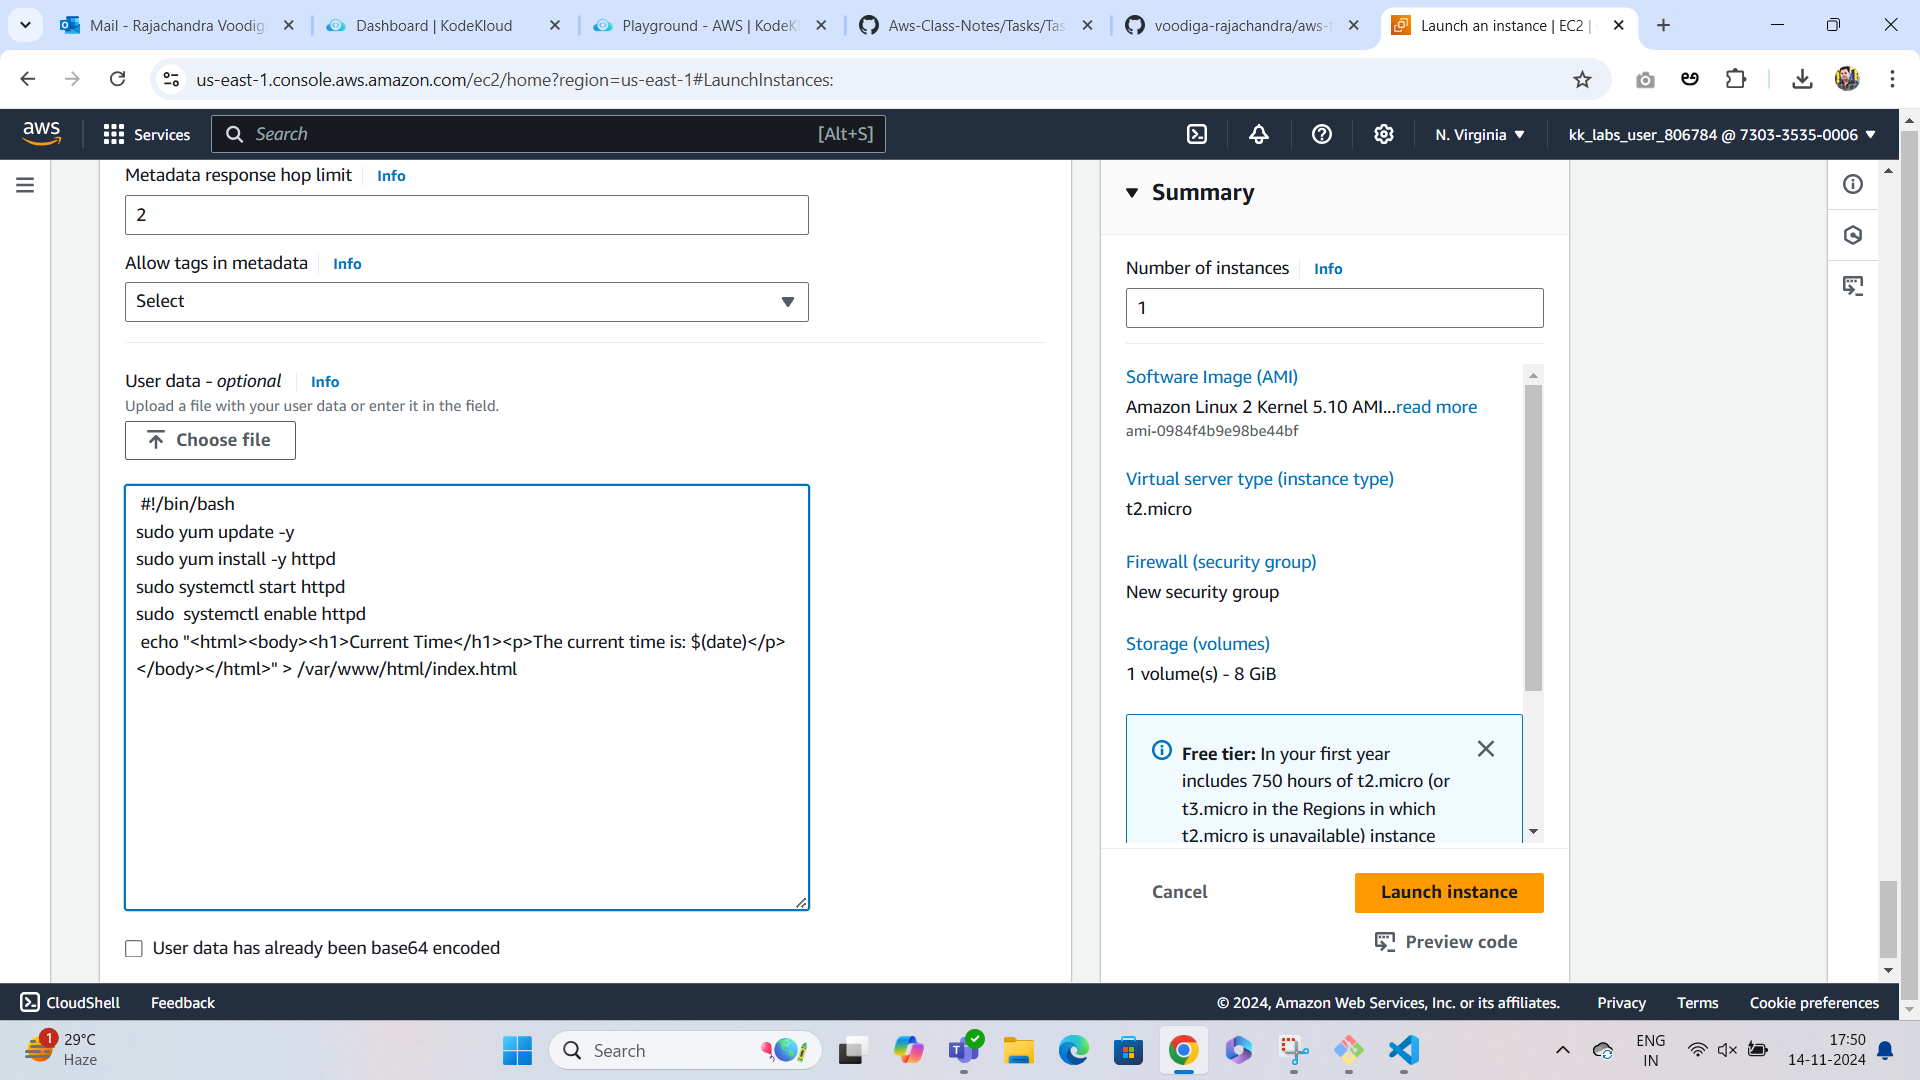 Mail - Rajachandra Voodig
Dashboard | KodeKloud
Playground - AWS | KodeK
Aws-Class-Notes/Tasks/Tas
voodiga-rajachandra/aws-
Launch an instance | EC2 |
us-east-1.console.aws.amazon.com/ec2/home?region=us-east-1#LaunchInstances:
aws
Services
Search
[Alt+S]
N. Virginia
kk_labs_user_806784 @ 7303-3535-0006
Metadata response hop limit
Info
2
Allow tags in metadata
Info
Select
User data - optional
Info
Upload a file with your user data or enter it in the field.
Choose file
#!/bin/bash
sudo yum update -y
sudo yum install -y httpd
sudo systemctl start httpd
sudo  systemctl enable httpd
echo "<html><body><h1>Current Time</h1><p>The current time is: $(date)</p>
</body></html>" > /var/www/html/index.html
User data has already been base64 encoded
Summary
Number of instances
Info
1
Software Image (AMI)
Amazon Linux 2 Kernel 5.10 AMI...read more
ami-0984f4b9e98be44bf
Virtual server type (instance type)
t2.micro
Firewall (security group)
New security group
Storage (volumes)
1 volume(s) - 8 GiB
Free tier: In your first year
includes 750 hours of t2.micro (or
t3.micro in the Regions in which
t2.micro is unavailable) instance
Cancel
Launch instance
Preview code
CloudShell
Feedback
© 2024, Amazon Web Services, Inc. or its affiliates.
Privacy
Terms
Cookie preferences
1
29°C
Haze
Search
ENG
IN
17:50
14-11-2024